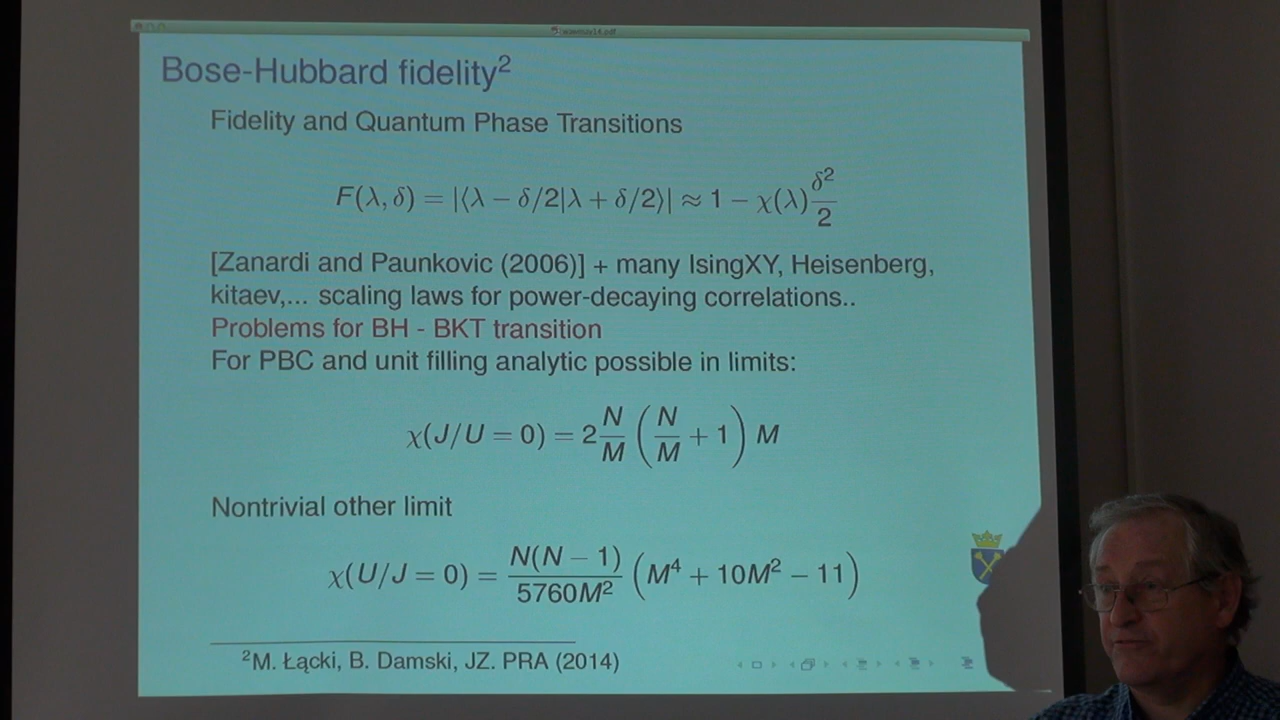 Bose-Hubbard fidelity²
Fidelity and Quantum Phase Transitions
F(λ, δ) = |⟨λ − δ/2|λ + δ/2⟩| ≈ 1 − χ(λ) δ²/2
[Zanardi and Paunkovic (2006)] + many IsingXY, Heisenberg,
kitaev,... scaling laws for power-decaying correlations..
Problems for BH - BKT transition
For PBC and unit filling analytic possible in limits:
χ(J/U = 0) = 2 N/M (N/M + 1) M
Nontrivial other limit
χ(U/J = 0) = N(N − 1)/5760M² (M⁴ + 10M² − 11)
²M. Łącki, B. Damski, JZ. PRA (2014)